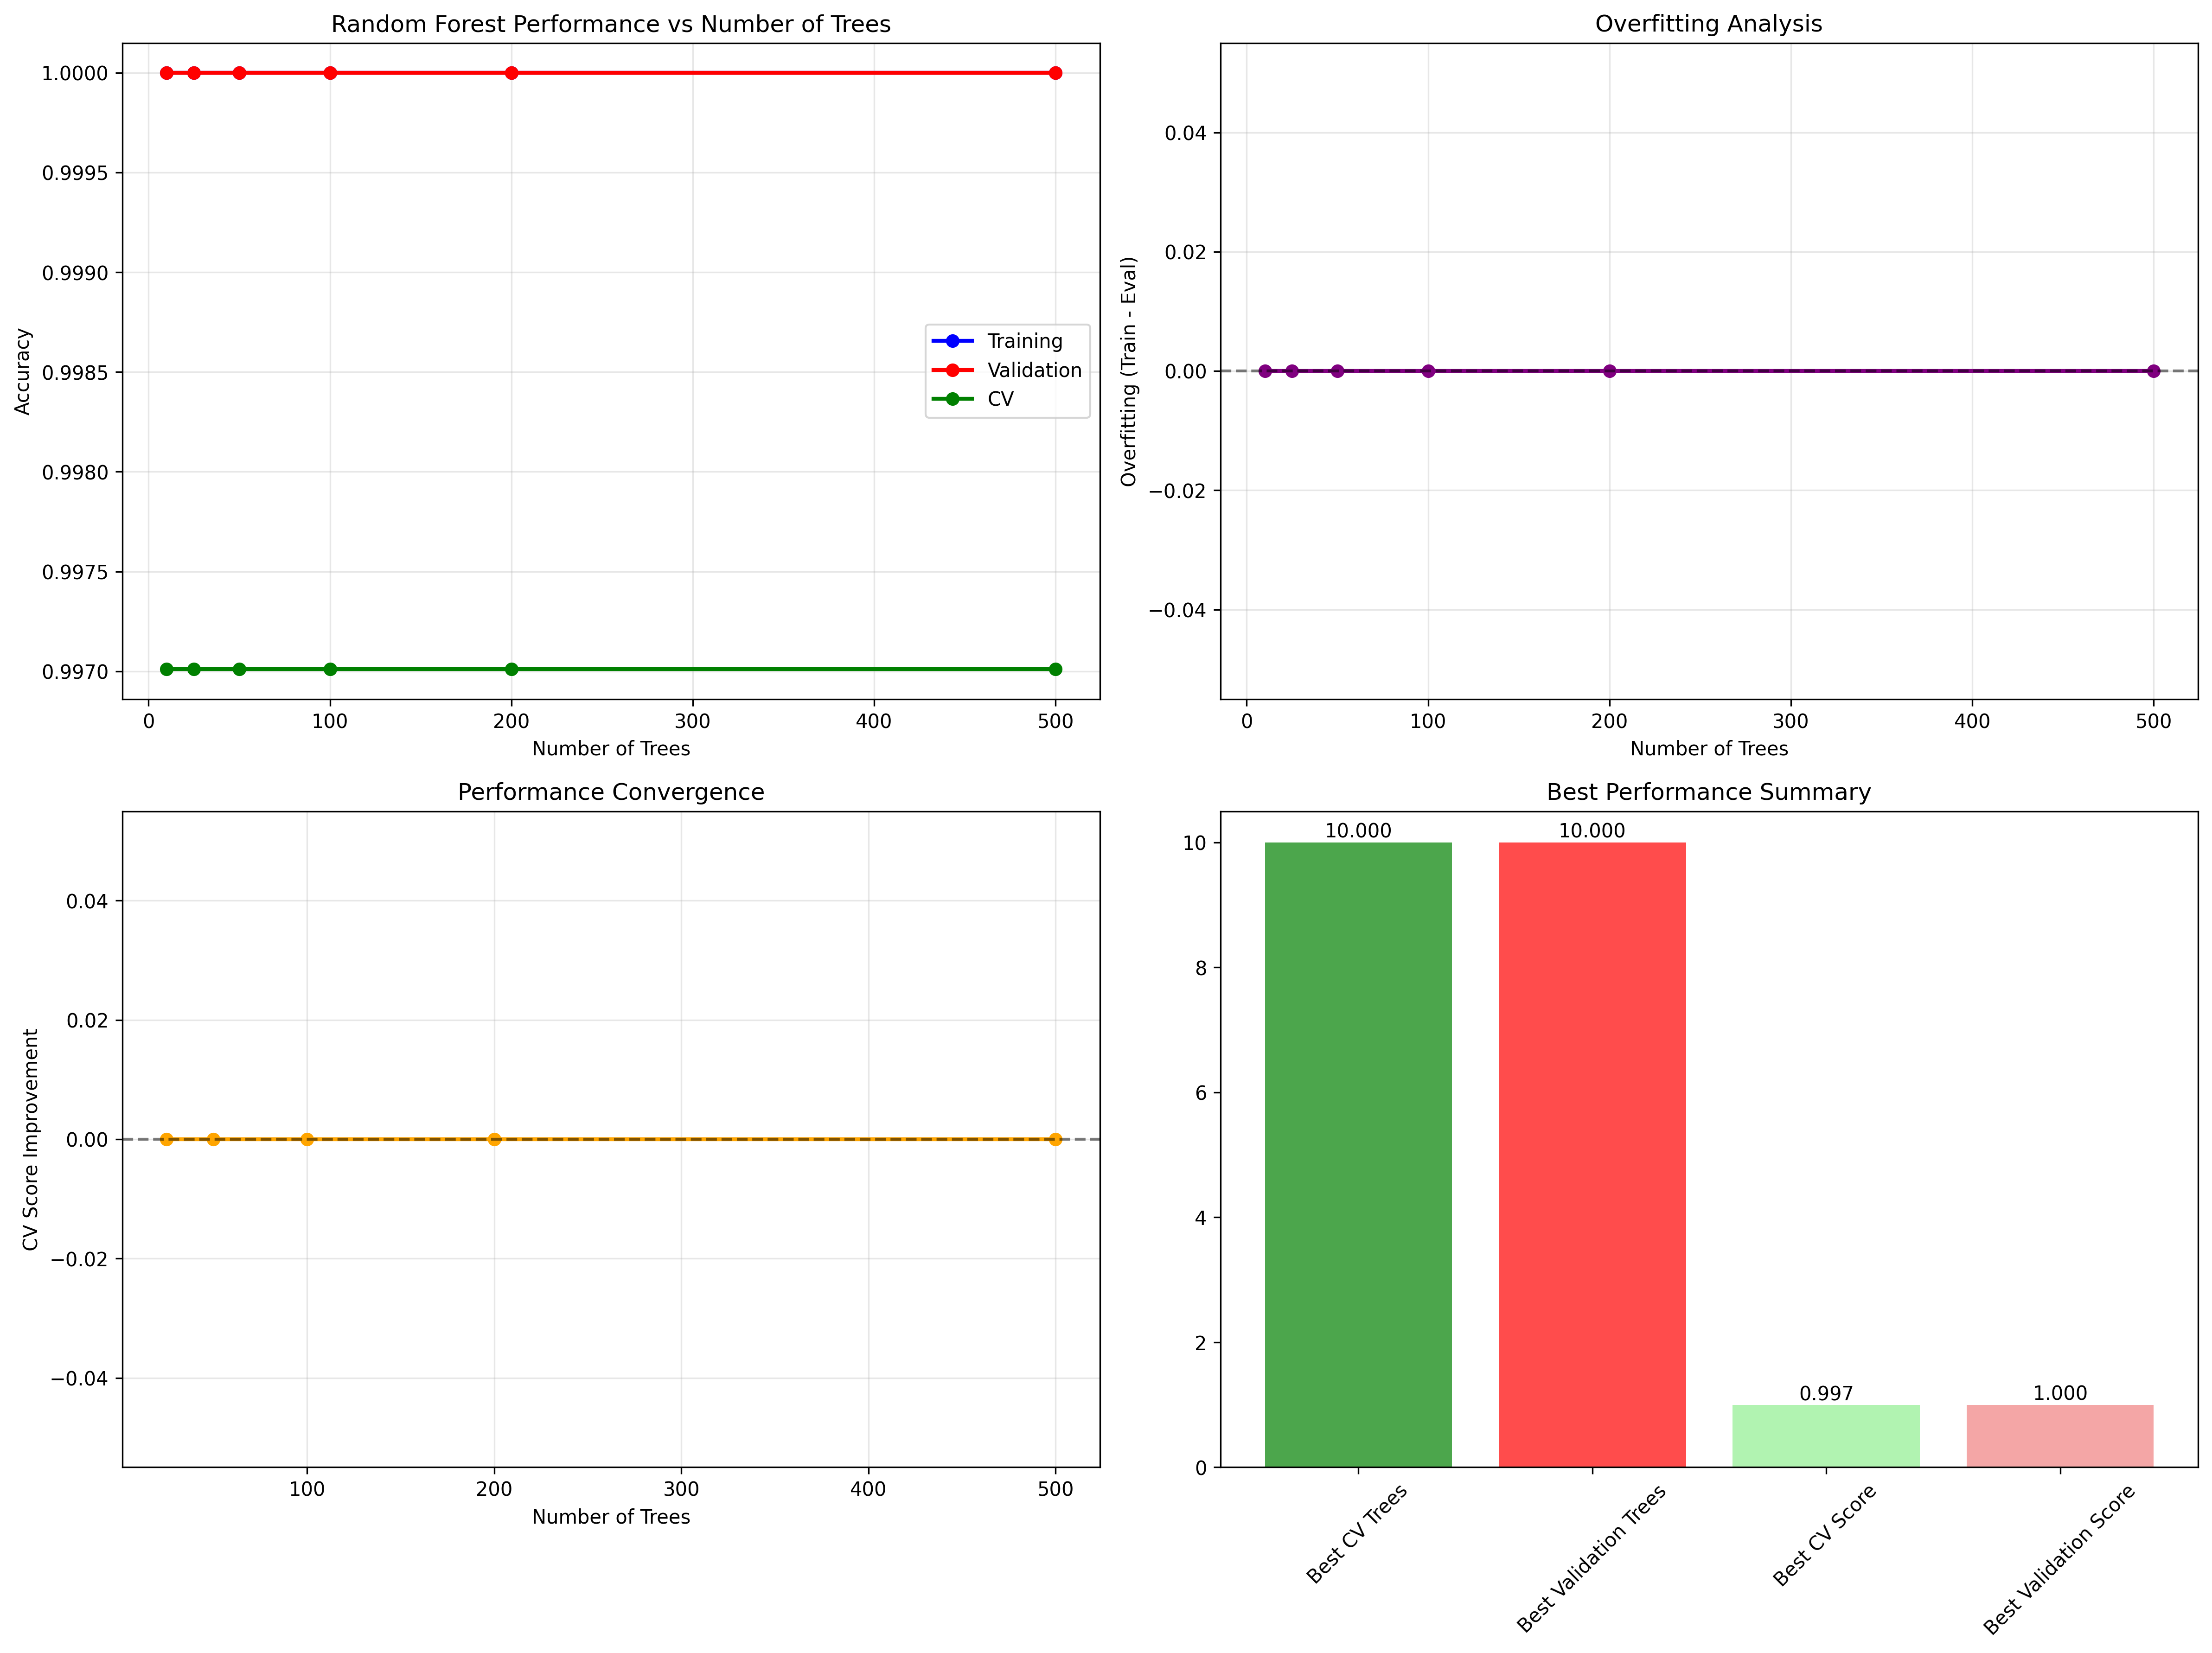 Random Forest Performance vs Number of Trees
Accuracy
1.0000
0.9995
0.9990
0.9985
0.9980
0.9975
0.9970
Training
Validation
CV
0 100 200 300 400 500
Number of Trees
Overfitting Analysis
Overfitting (Train - Eval)
0.04
0.02
0.00
−0.02
−0.04
0 100 200 300 400 500
Number of Trees
Performance Convergence
CV Score Improvement
0.04
0.02
0.00
−0.02
−0.04
100 200 300 400 500
Number of Trees
Best Performance Summary
10
8
6
4
2
0
10.000 10.000
0.997 1.000
Best CV Trees
Best Validation Trees
Best CV Score
Best Validation Score